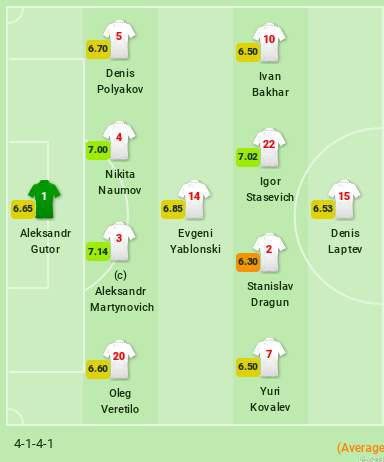 5
6.70
Denis
Polyakov
10
6.50
Ivan
Bakhar
4
7.00
Nikita
Naumov
22
7.02
Igor
Stasevich
1
6.65
Aleksandr
Gutor
14
6.85
Evgeni
Yablonski
15
6.53
Denis
Laptev
3
7.14
(c)
Aleksandr
Martynovich
2
6.30
Stanislav
Dragun
20
6.60
Oleg
Veretilo
7
6.50
Yuri
Kovalev
4-1-4-1
(Average